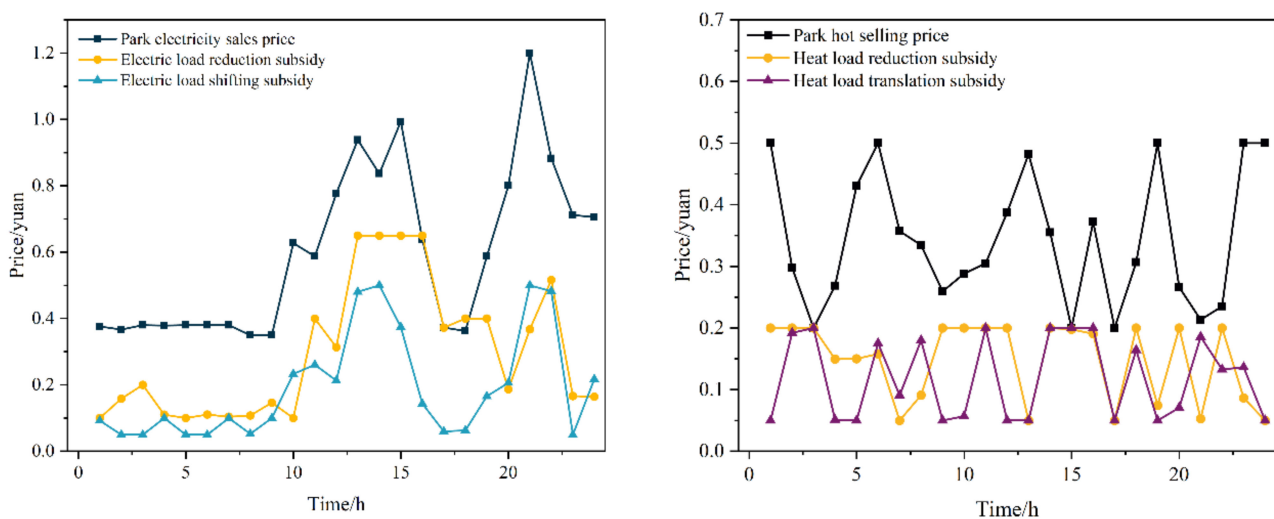 Park electricity sales price
Electric load reduction subsidy
Electric load shifting subsidy
Price/yuan
1.2
1.0
0.8
0.6
0.4
0.2
0.0
0
5
10
15
20
Time/h
Park hot selling price
Heat load reduction subsidy
Heat load translation subsidy
Price/yuan
0.7
0.6
0.5
0.4
0.3
0.2
0.1
0.0
0
5
10
15
20
Time/h